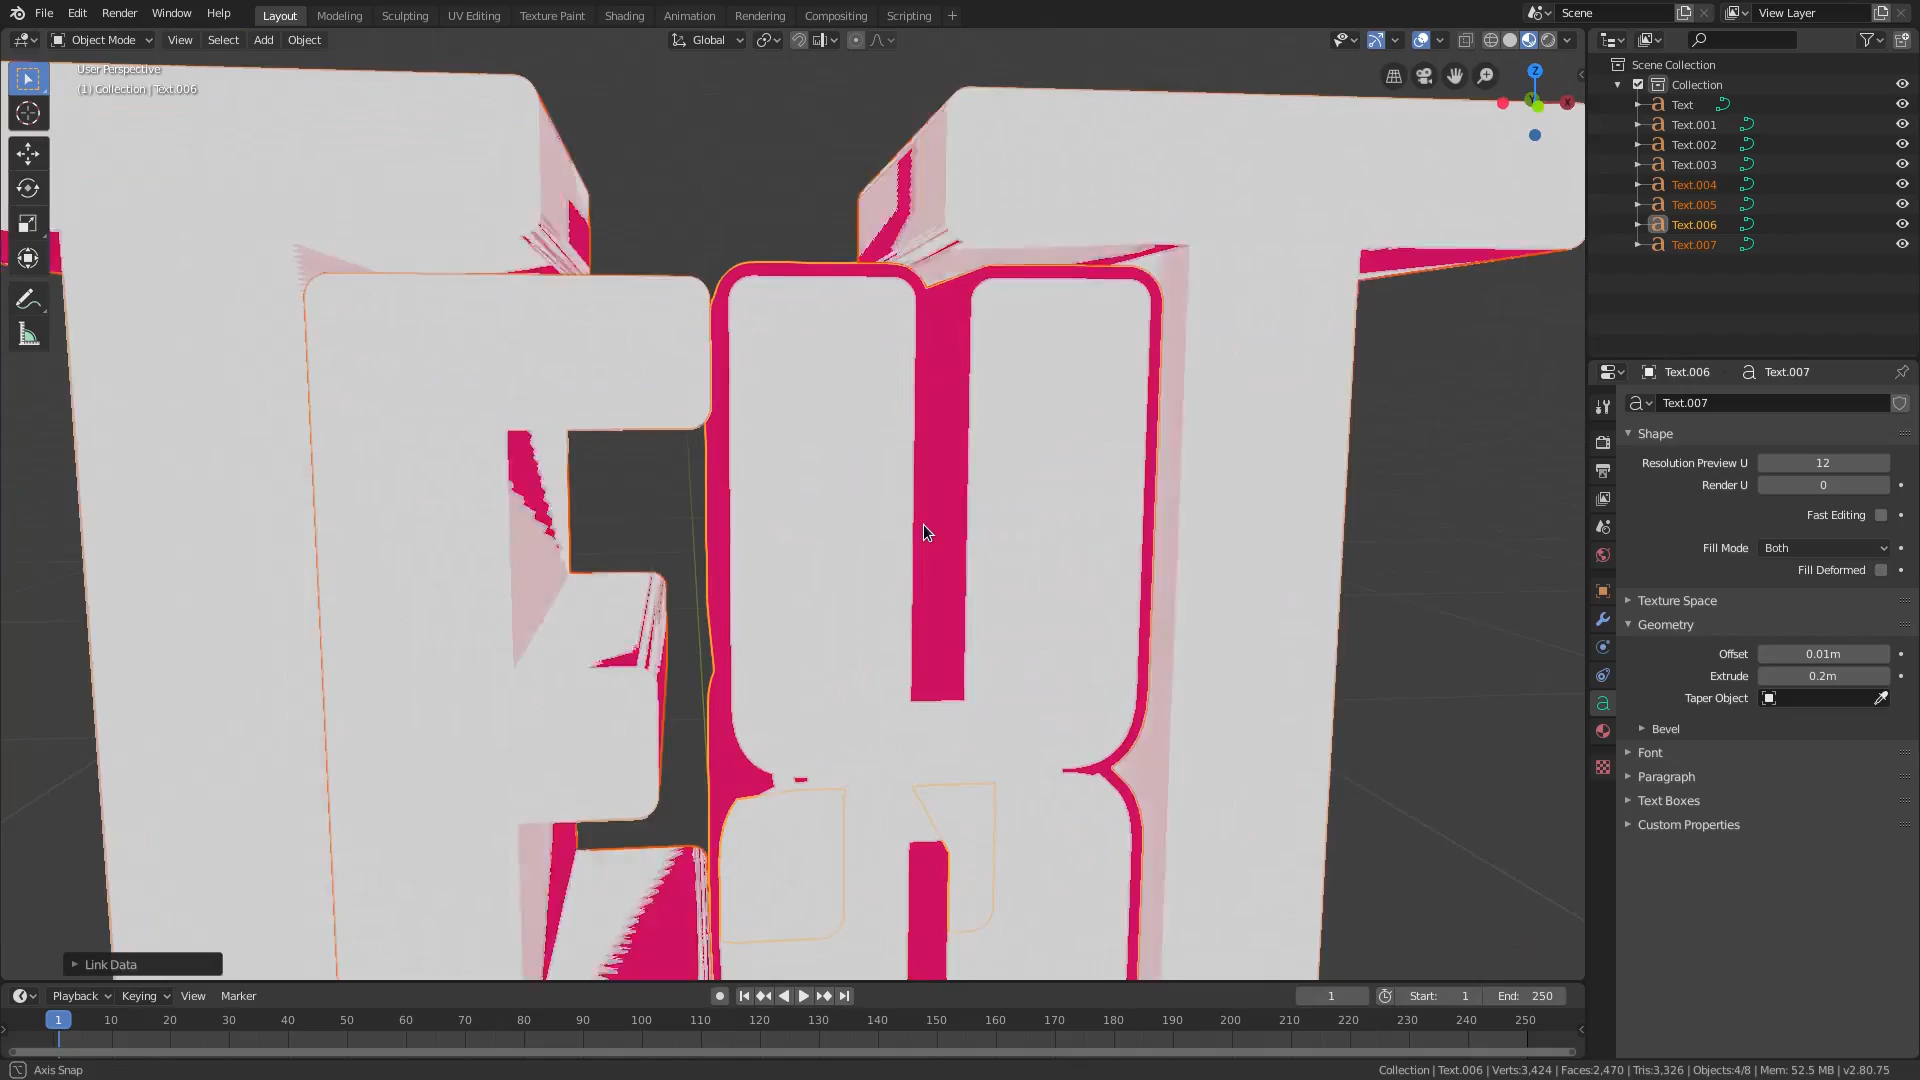 File Edit Render Window Help
Layout Modeling Sculpting UV Editing Texture Paint Shading Animation Rendering Compositing Scripting +
Scene View Layer
Object Mode View Select Add Object Global
User Perspective
(1) Collection | Text.006
Z
Y
X
Scene Collection
Collection
Text
Text.001
Text.002
Text.003
Text.004
Text.005
Text.006
Text.007
Text.006 Text.007
Text.007
Shape
Resolution Preview U 12
Render U 0
Fast Editing
Fill Mode Both
Fill Deformed
Texture Space
Geometry
Offset 0.01m
Extrude 0.2m
Taper Object
Bevel
Font
Paragraph
Text Boxes
Custom Properties
Link Data
Playback Keying View Marker 1 Start: 1 End: 250
1 10 20 30 40 50 60 70 80 90 100 110 120 130 140 150 160 170 180 190 200 210 220 230 240 250
Axis Snap Collection | Text.006 | Verts:3,424 | Faces:2,470 | Tris:3,326 | Objects:4/8 | Mem: 52.5 MB | v2.80.75